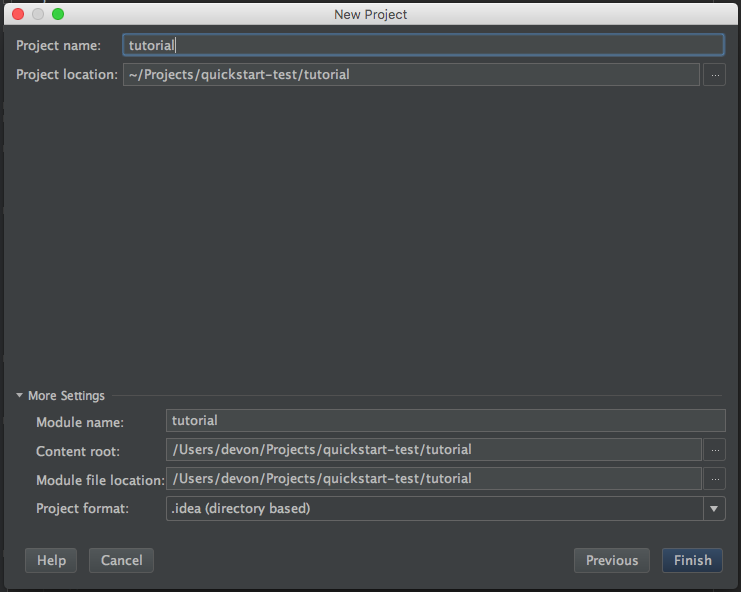 New Project
Project name: tutorial
Project location: ~/Projects/quickstart-test/tutorial ...
More Settings
Module name: tutorial
Content root: /Users/devon/Projects/quickstart-test/tutorial ...
Module file location: /Users/devon/Projects/quickstart-test/tutorial ...
Project format: .idea (directory based)
Help Cancel Previous Finish